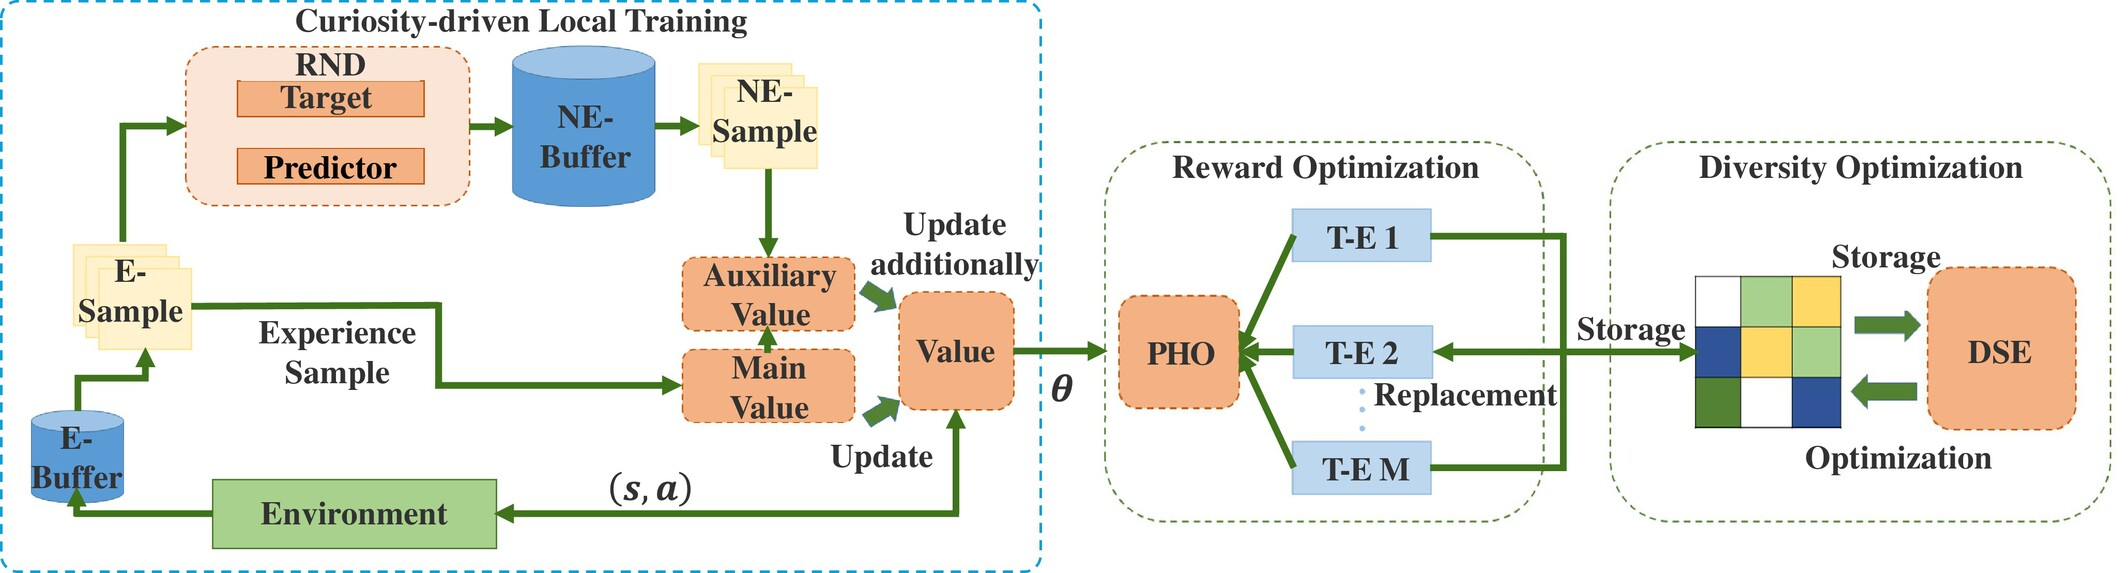 Curiosity-driven Local Training
RND
Target
Predictor
NE-
Buffer
NE-
Sample
E-
Sample
Experience
Sample
Auxiliary
Value
Main
Value
Update
additionally
Value
Update
E-
Buffer
Environment
(s, a)
θ
Reward Optimization
PHO
T-E 1
T-E 2
Replacement
T-E M
Storage
Diversity Optimization
Storage
DSE
Optimization